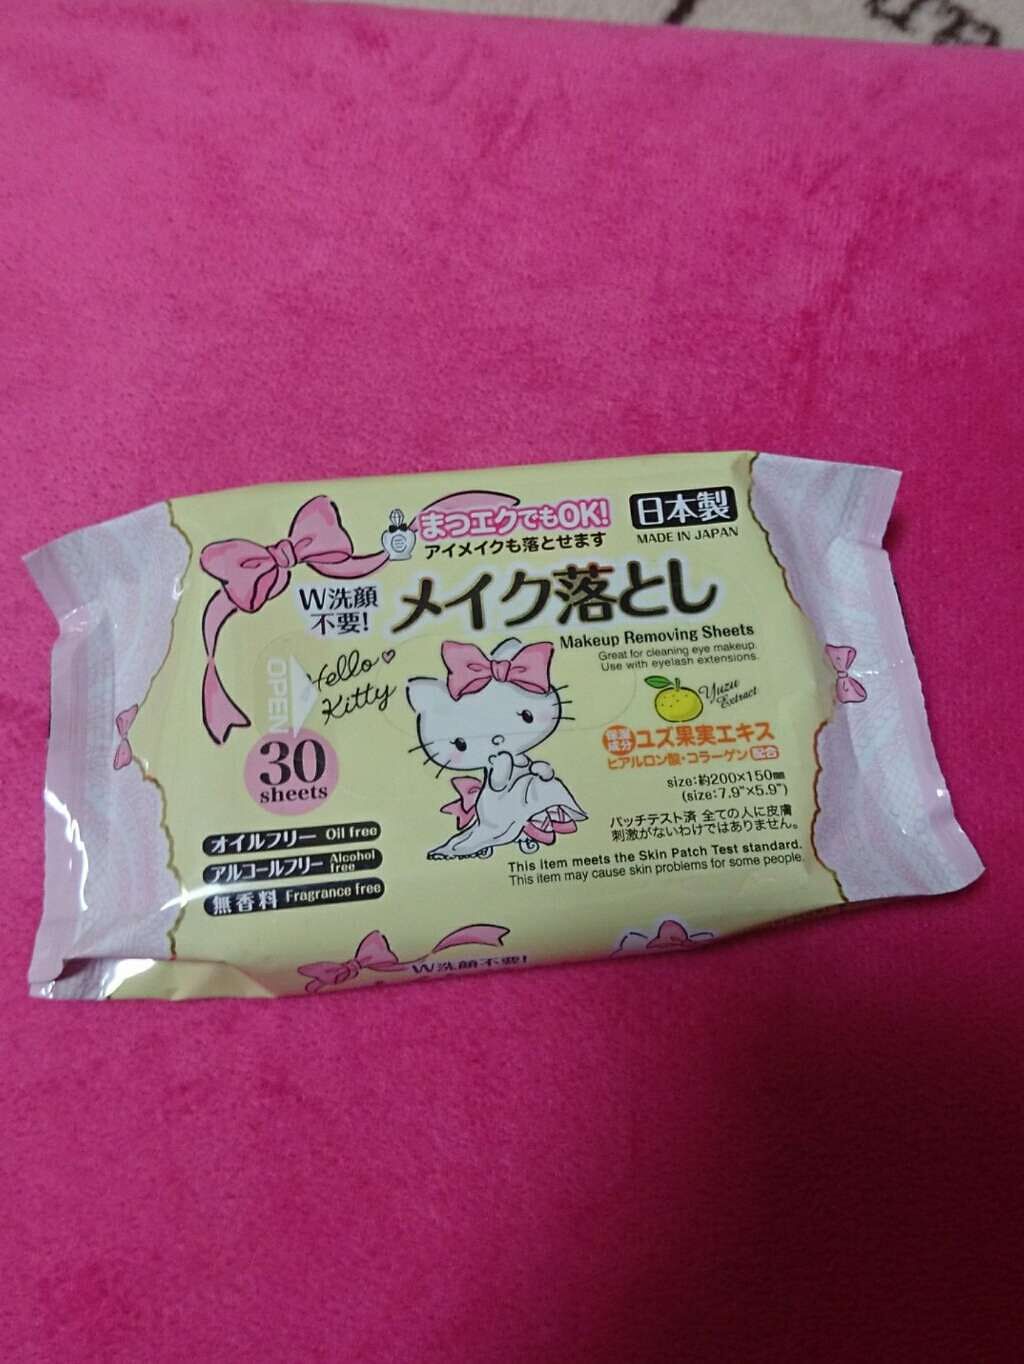 まつエクでもOK!
アイメイクも落とせます
日本製
MADE IN JAPAN
W洗顔
不要!
メイク落とし
Makeup Removing Sheets
Great for cleaning eye makeup.
Use with eyelash extensions.
Hello
Kitty
OPEN
30
sheets
Yuzu
Extract
保湿
成分
ユズ果実エキス
ヒアルロン酸・コラーゲン 配合
size:約200×150㎜
(size:7.9"×5.9")
パッチテスト済 全ての人に皮膚
刺激がないわけではありません。
オイルフリー Oil free
アルコールフリー Alcohol free
無香料 Fragrance free
This item meets the Skin Patch Test standard.
This item may cause skin problems for some people.
W洗顔不要!